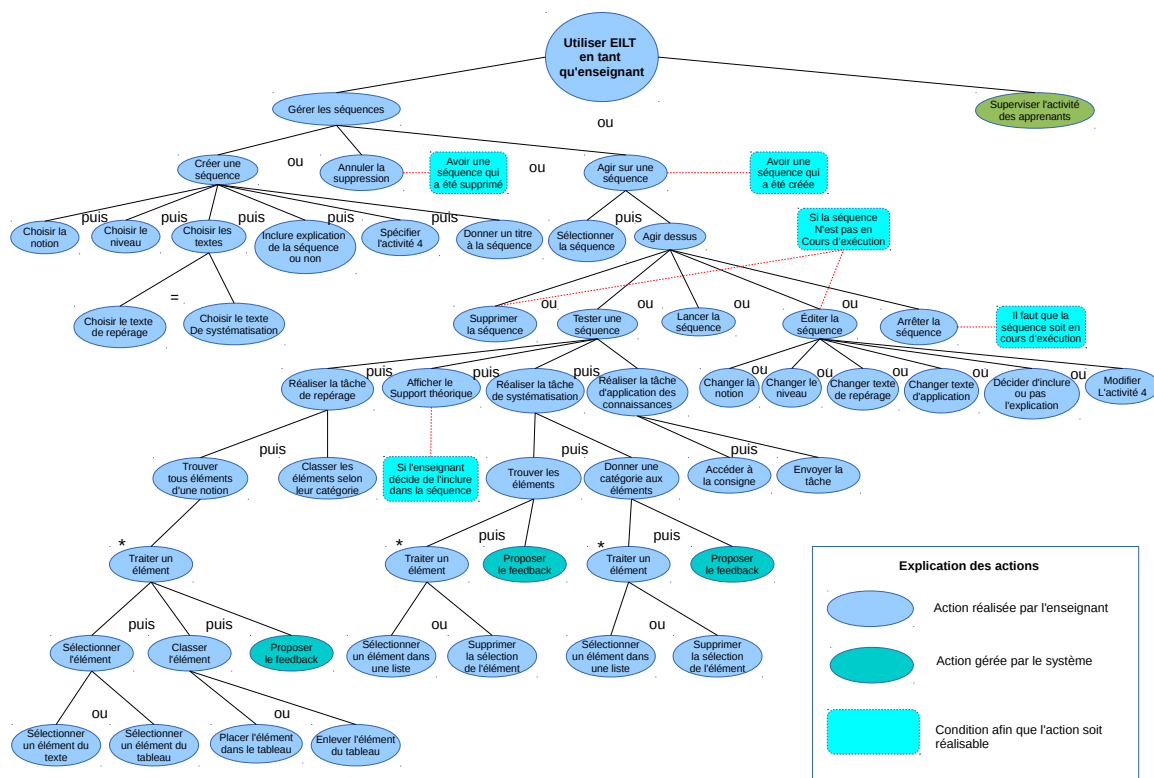 Utiliser EILT
en tant
qu'enseignant
Gérer les séquences
Superviser l'activité
des apprenants
ou
Créer une
séquence
ou
Annuler la
suppression
Avoir une
séquence qui
a été supprimé
ou
Agir sur une
séquence
Avoir une
séquence qui
a été créée
Choisir la
notion
puis
Choisir le
niveau
puis
Choisir les
textes
puis
Inclure explication
de la séquence
ou non
puis
Spécifier
l'activité 4
puis
Donner un titre
à la séquence
Sélectionner
la séquence
puis
Agir dessus
Si la séquence
N'est pas en
Cours d'exécution
Choisir le texte
de repérage
=
Choisir le texte
De systématisation
Supprimer
la séquence
ou
Tester une
séquence
ou
Lancer la
séquence
ou
Éditer la
séquence
ou
Arrêter la
séquence
Il faut que la
séquence soit en
cours d'exécution
Réaliser la tâche
de repérage
puis
Afficher le
Support théorique
puis
Réaliser la tâche
de systématisation
puis
Réaliser la tâche
d'application des
connaissances
Changer la
notion
ou
Changer le
niveau
ou
Changer texte
de repérage
ou
Changer texte
d'application
ou
Décider d'inclure
ou pas
l'explication
ou
Modifier
L'activité 4
Trouver
tous éléments
d'une notion
puis
Classer les
éléments selon
leur catégorie
Si l'enseignant
décide de l'inclure
dans la séquence
Trouver les
éléments
puis
Donner une
catégorie aux
éléments
Accéder à
la consigne
puis
Envoyer la
tâche
*
Traiter un
élément
*
Traiter un
élément
puis
Proposer
le feedback
*
Traiter un
élément
puis
Proposer
le feedback
Sélectionner
l'élément
puis
Classer
l'élément
puis
Proposer
le feedback
Sélectionner
un élément dans
une liste
ou
Supprimer
la sélection
de l'élément
Sélectionner
un élément dans
une liste
ou
Supprimer
la sélection
de l'élément
Sélectionner
un élément du
texte
ou
Sélectionner
un élément du
tableau
Placer l'élément
dans le tableau
ou
Enlever l'élément
du tableau
Explication des actions
Action réalisée par l'enseignant
Action gérée par le système
Condition afin que l'action soit
réalisable